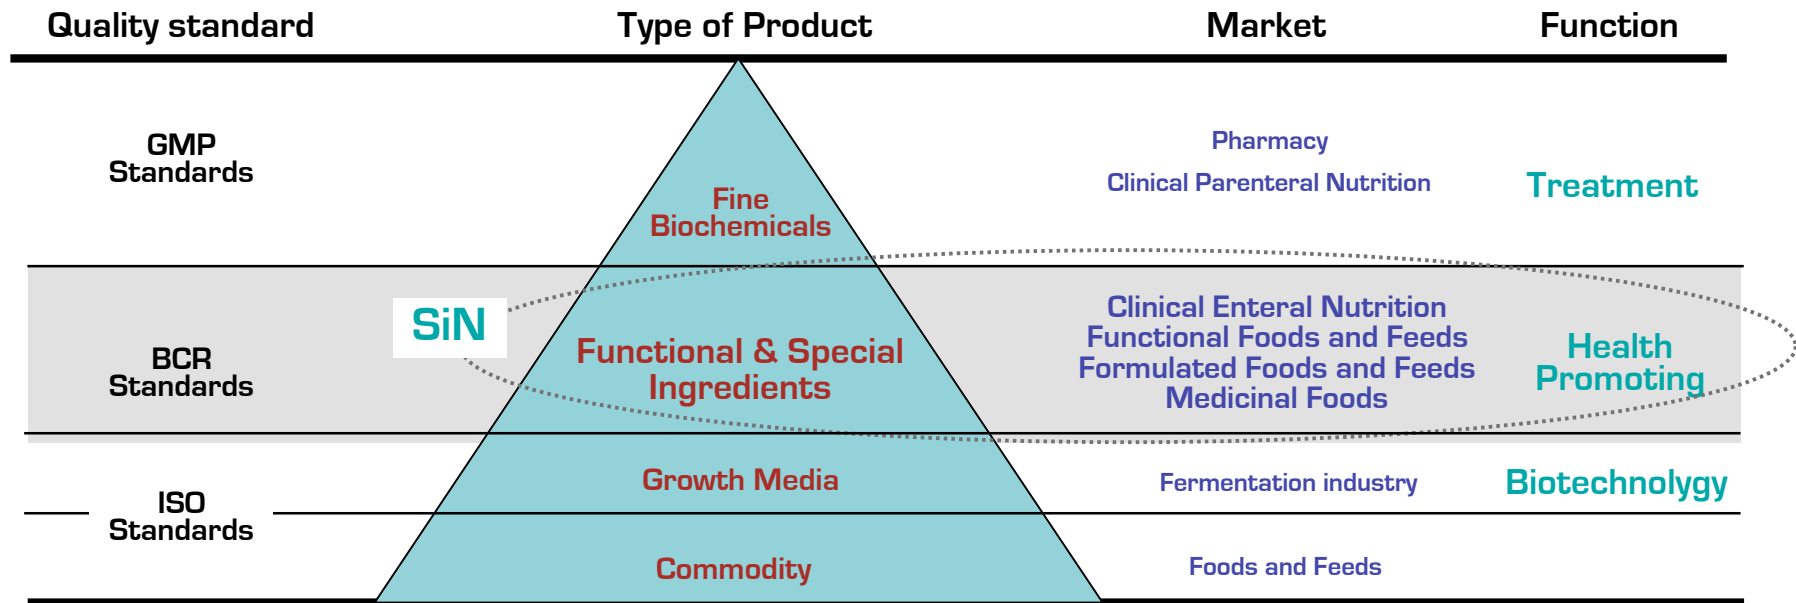 Quality standard
Type of Product
Market
Function
GMP
Standards
Fine
Biochemicals
Pharmacy
Clinical Parenteral Nutrition
Treatment
SiN
BCR
Standards
Functional & Special
Ingredients
Clinical Enteral Nutrition
Functional Foods and Feeds
Formulated Foods and Feeds
Medicinal Foods
Health
Promoting
ISO
Standards
Growth Media
Fermentation industry
Biotechnolygy
Commodity
Foods and Feeds